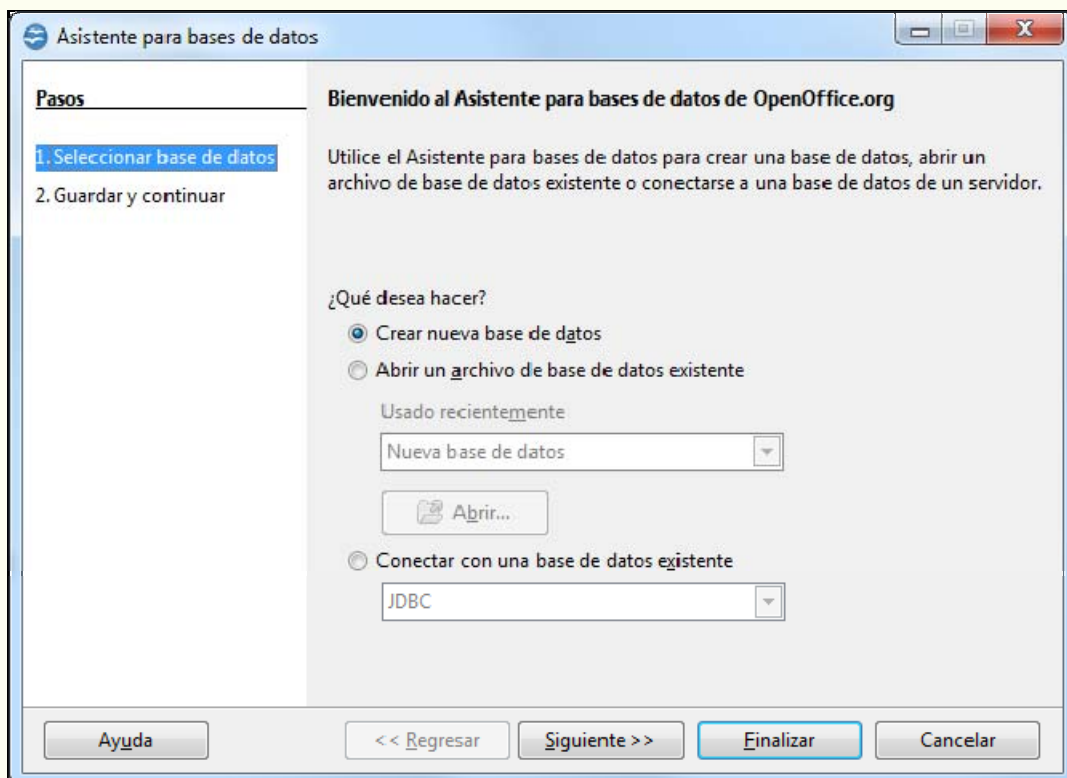 Asistente para bases de datos
Pasos
1. Seleccionar base de datos
2. Guardar y continuar
Bienvenido al Asistente para bases de datos de OpenOffice.org
Utilice el Asistente para bases de datos para crear una base de datos, abrir un
archivo de base de datos existente o conectarse a una base de datos de un servidor.
¿Qué desea hacer?
Crear nueva base de datos
Abrir un archivo de base de datos existente
Usado recientemente
Nueva base de datos
Abrir...
Conectar con una base de datos existente
JDBC
Ayuda
<< Regresar
Siguiente >>
Finalizar
Cancelar